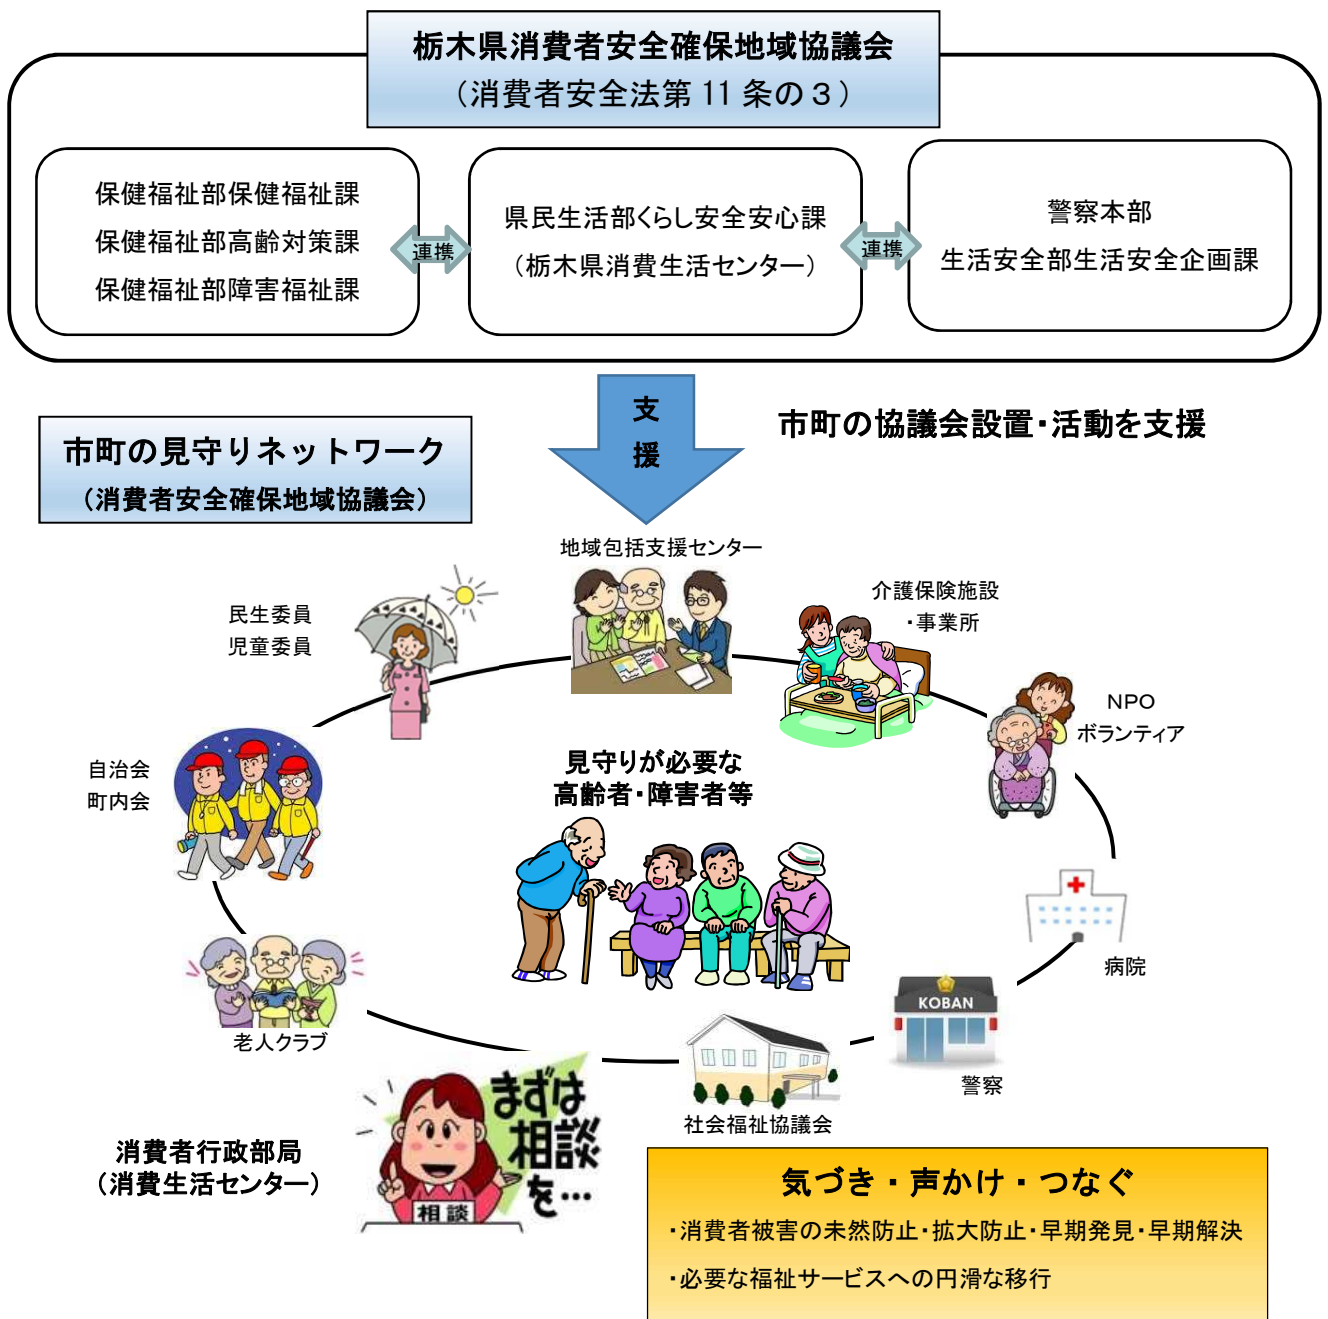 栃木県消費者安全確保地域協議会
（消費者安全法第 11 条の３）
保健福祉部保健福祉課
保健福祉部高齢対策課
保健福祉部障害福祉課
連携
県民生活部くらし安全安心課
（栃木県消費生活センター）
連携
警察本部
生活安全部生活安全企画課
支
援
市町の協議会設置・活動を支援
市町の見守りネットワーク
（消費者安全確保地域協議会）
地域包括支援センター
介護保険施設
・事業所
民生委員
児童委員
NPO
ボランティア
自治会
町内会
見守りが必要な
高齢者・障害者等
病院
老人クラブ
KOBAN
警察
社会福祉協議会
消費者行政部局
（消費生活センター）
まずは
相談
を…
相談
気づき・声かけ・つなぐ
・消費者被害の未然防止・拡大防止・早期発見・早期解決
・必要な福祉サービスへの円滑な移行